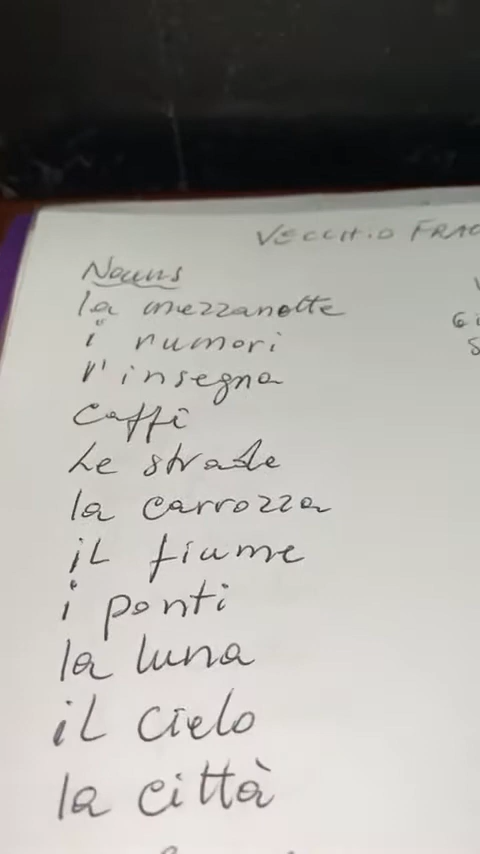 VECCHIO FRAC
Nouns
la mezzanotte
i rumori
l'insegna
caffè
Le strade
la carrozza
il fiume
i ponti
la luna
il cielo
la città